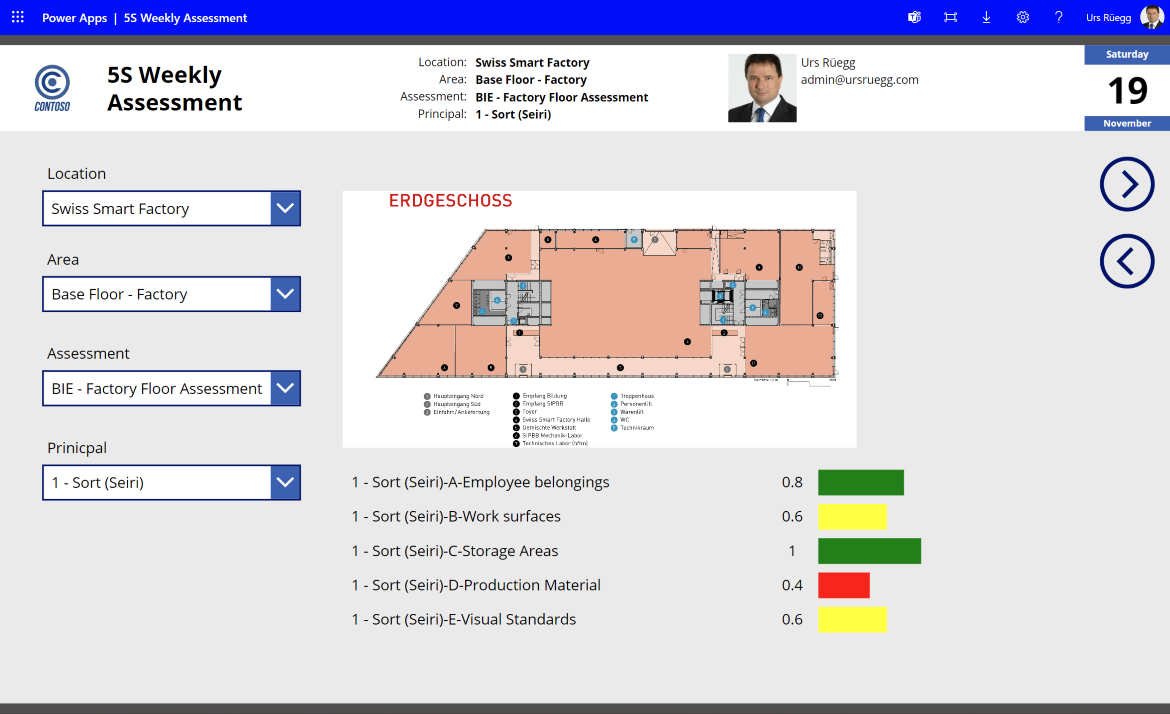 Power Apps | 5S Weekly Assessment
Urs Rüegg
CONTOSO
5S Weekly
Assessment
Location: Swiss Smart Factory
Area: Base Floor - Factory
Assessment: BIE - Factory Floor Assessment
Principal: 1 - Sort (Seiri)
Urs Rüegg
admin@ursruegg.com
Saturday
19
November
Location
Swiss Smart Factory
Area
Base Floor - Factory
Assessment
BIE - Factory Floor Assessment
Prinicpal
1 - Sort (Seiri)
ERDGESCHOSS
Haupteingang Nord
Haupteingang Süd
Einfahrt/Anlieferung
Empfang Bildung
Empfang SIPBB
Foyer
Swiss Smart Factory Halle
Gemischte Werkstatt
SIPBB Mechanik-Labor
Technisches Labor (hftm)
Treppenhaus
Personenlift
Warenlift
WC
Technikraum
1 - Sort (Seiri)-A-Employee belongings 0.8
1 - Sort (Seiri)-B-Work surfaces 0.6
1 - Sort (Seiri)-C-Storage Areas 1
1 - Sort (Seiri)-D-Production Material 0.4
1 - Sort (Seiri)-E-Visual Standards 0.6